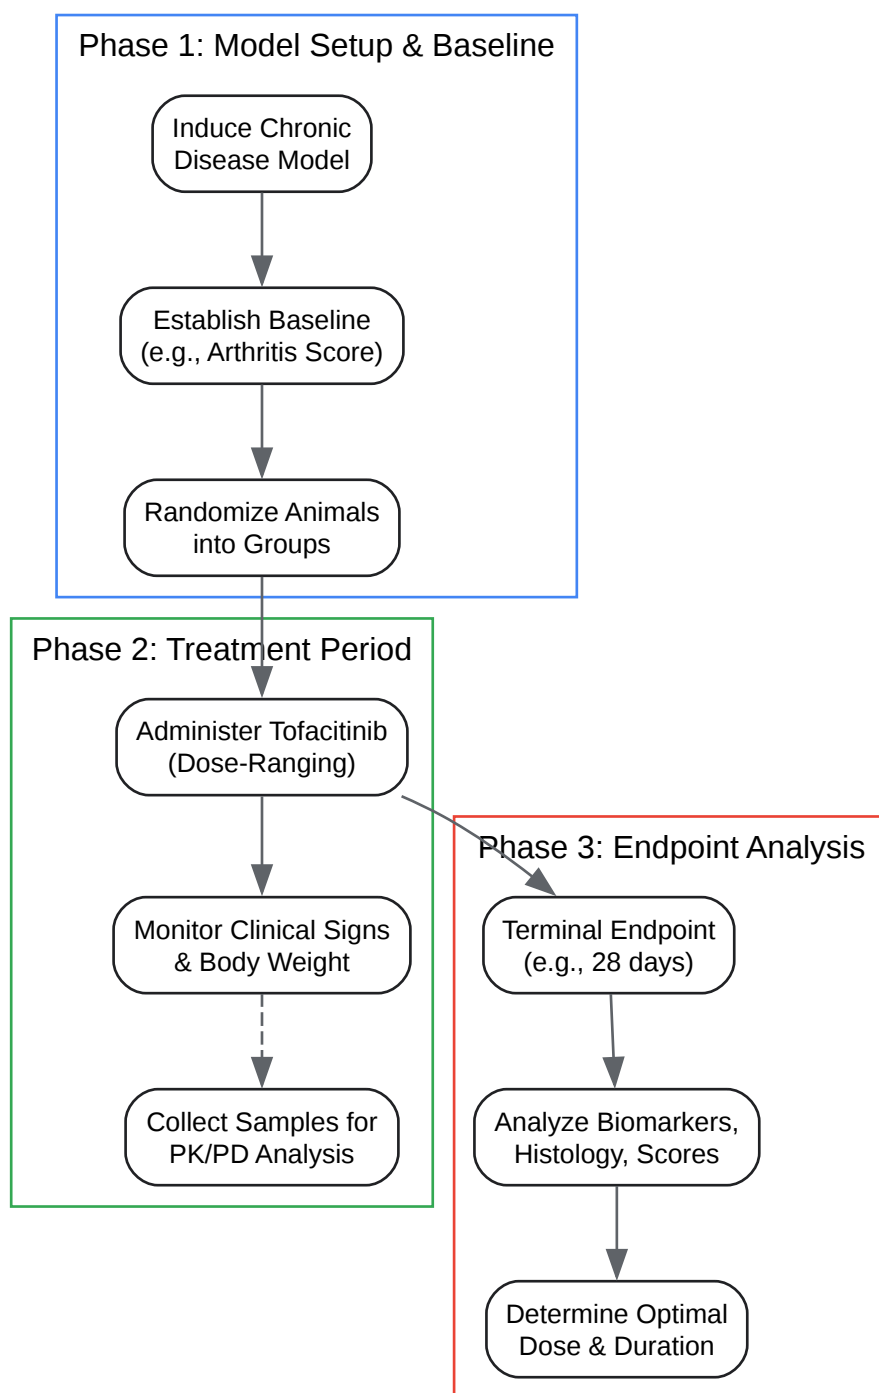 Phase 1: Model Setup & Baseline
Induce Chronic
Disease Model
Establish Baseline
(e.g., Arthritis Score)
Randomize Animals
into Groups
Phase 2: Treatment Period
Administer Tofacitinib
(Dose-Ranging)
Monitor Clinical Signs
& Body Weight
Collect Samples for
PK/PD Analysis
Phase 3: Endpoint Analysis
Terminal Endpoint
(e.g., 28 days)
Analyze Biomarkers,
Histology, Scores
Determine Optimal
Dose & Duration